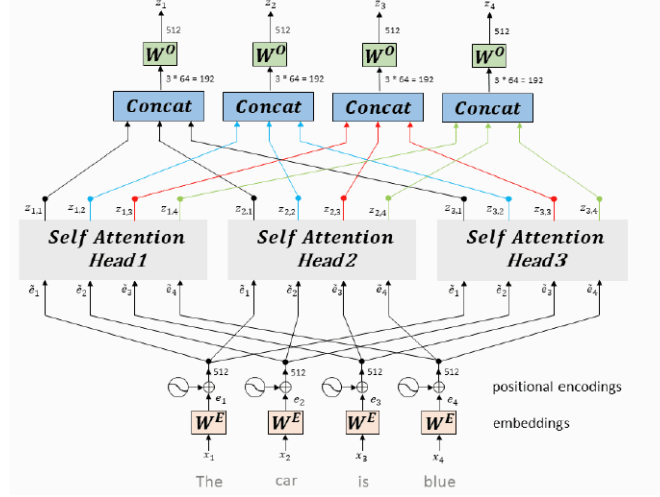 z1 z2 z3 z4
512 512 512 512
W^O W^O W^O W^O
3 * 64 = 192 3 * 64 = 192 3 * 64 = 192 3 * 64 = 192
Concat Concat Concat Concat
z1,1 z1,2 z1,3 z1,4 z2,1 z2,2 z2,3 z2,4 z3,1 z3,2 z3,3 z3,4
Self Attention Self Attention Self Attention
Head 1 Head 2 Head 3
ẽ1 ẽ2 ẽ3 ẽ4 ẽ1 ẽ2 ẽ3 ẽ4 ẽ1 ẽ2 ẽ3 ẽ4
512 512 512 512
positional encodings
e1 e2 e3 e4
W^E W^E W^E W^E embeddings
x1 x2 x3 x4
The car is blue